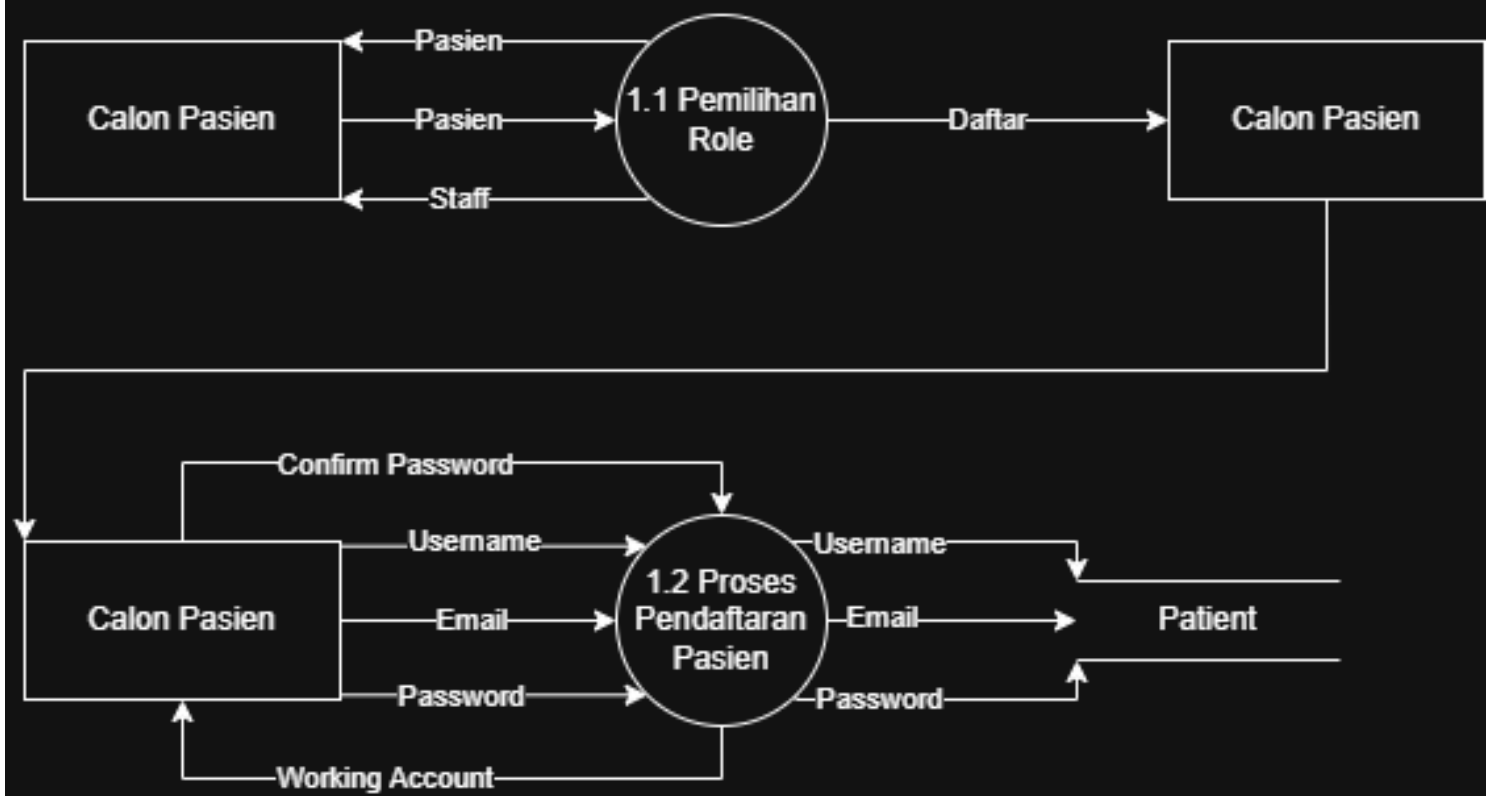 Pasien
Calon Pasien
Pasien
1.1 Pemilihan
Role
Daftar
Calon Pasien
Staff
Confirm Password
Username
Username
Calon Pasien
Email
1.2 Proses
Pendaftaran
Pasien
Email
Patient
Password
Password
Working Account